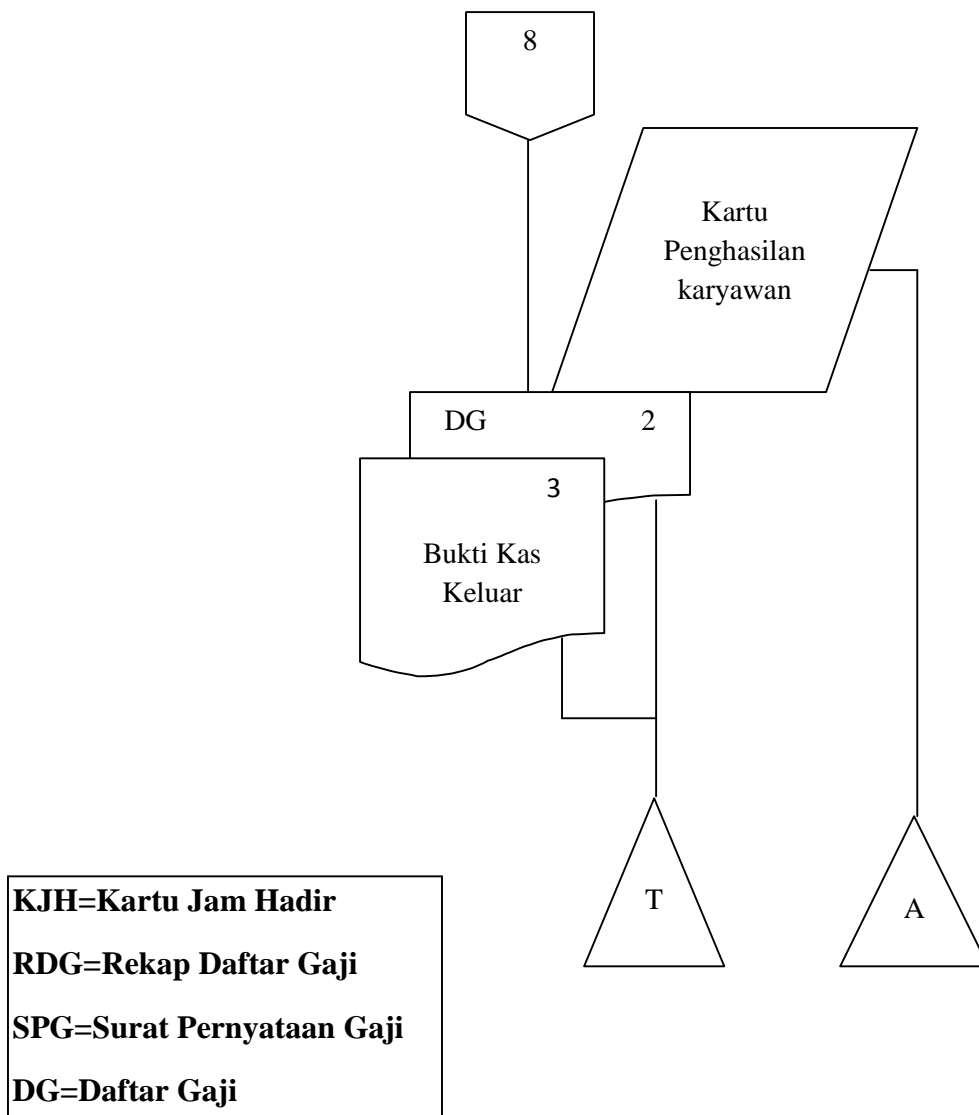 8
Kartu
Penghasilan
karyawan
DG 2
3
Bukti Kas
Keluar
T
A
KJH=Kartu Jam Hadir
RDG=Rekap Daftar Gaji
SPG=Surat Pernyataan Gaji
DG=Daftar Gaji